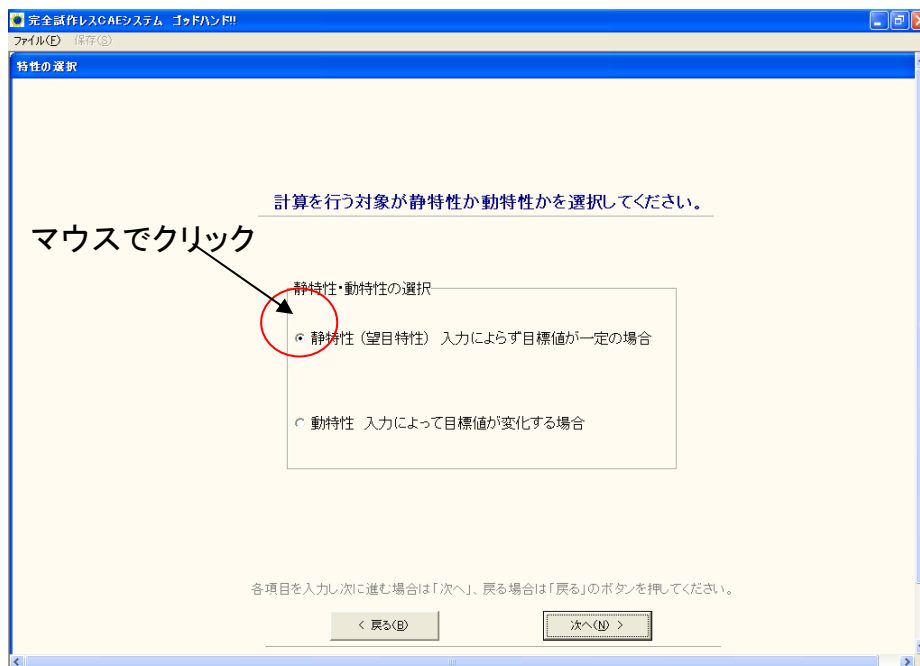 完全試作レスCAEシステム ゴッドハンド!!
ファイル(F) 保存(S)
特性の選択
計算を行う対象が静特性か動特性かを選択してください。
マウスでクリック
静特性・動特性の選択
静特性(望目特性) 入力によらず目標値が一定の場合
動特性 入力によって目標値が変化する場合
各項目を入力し次に進む場合は「次へ」、戻る場合は「戻る」のボタンを押してください。
< 戻る(B) 次へ(N) >